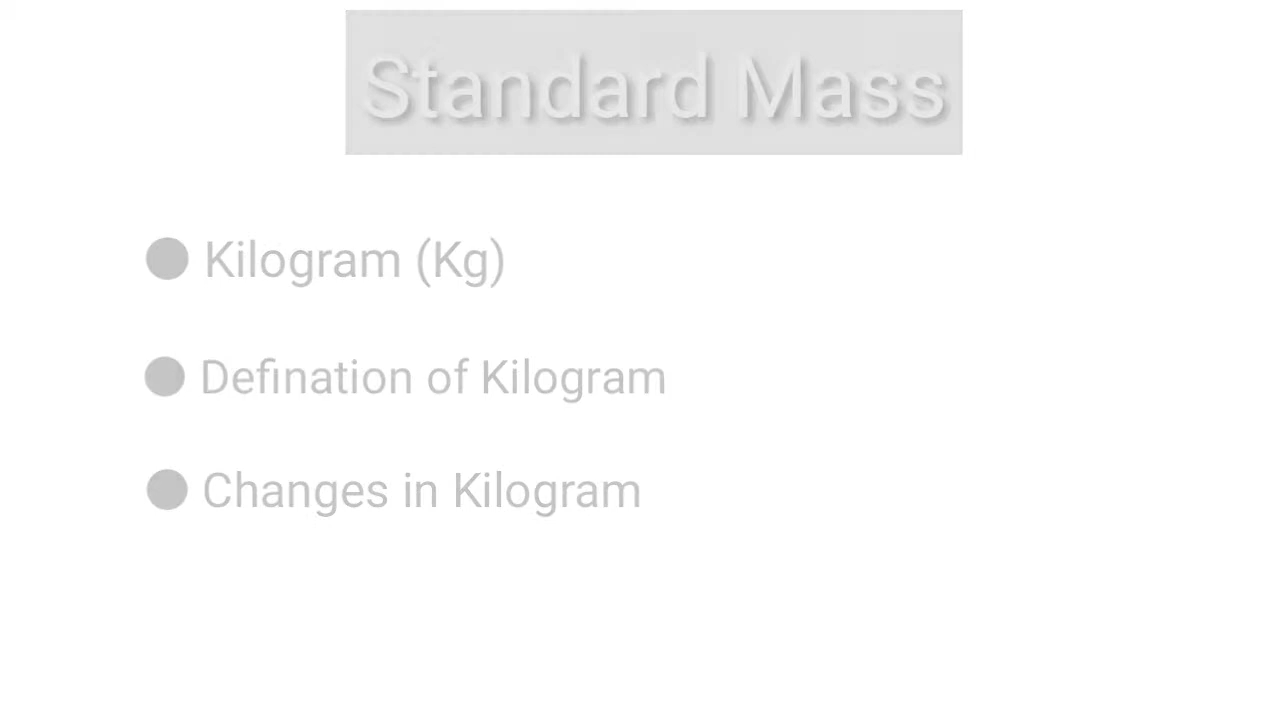 Standard Mass
● Kilogram (Kg)
● Defination of Kilogram
● Changes in Kilogram